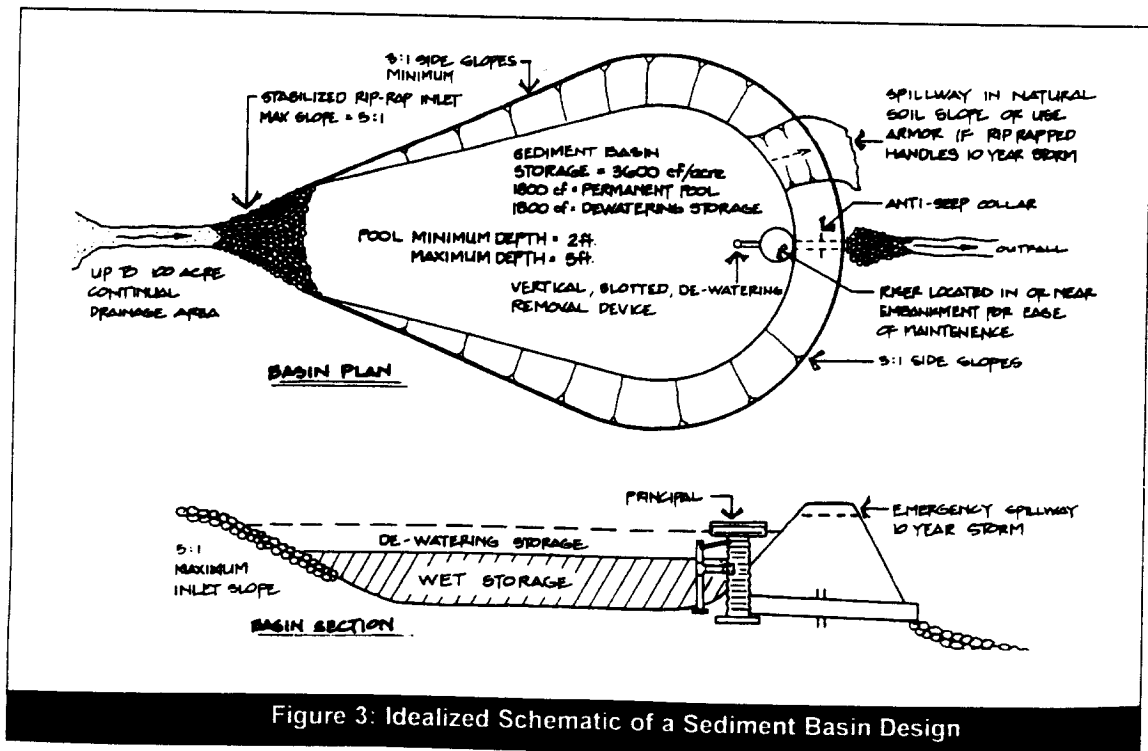 3:1 SIDE SLOPES
MINIMUM
STABILIZED RIP-RAP INLET
MAX SLOPE = 5:1
SPILLWAY IN NATURAL
SOIL SLOPE OR USE
ARMOR IF RIP RAPPED
HANDLES 10 YEAR STORM
SEDIMENT BASIN
STORAGE = 3600 cf/acre
1800 cf = PERMANENT POOL
1800 cf = DEWATERING STORAGE
ANTI-SEEP COLLAR
POOL MINIMUM DEPTH = 2ft.
MAXIMUM DEPTH = 5ft.
OUTFALL
UP TO 100 ACRE
CONTINUAL
DRAINAGE AREA
VERTICAL, SLOTTED, DE-WATERING
REMOVAL DEVICE
RISER LOCATED IN OR NEAR
EMBANKMENT FOR EASE
OF MAINTENENCE
3:1 SIDE SLOPES
BASIN PLAN
PRINCIPAL
EMERGENCY SPILLWAY
10 YEAR STORM
DE-WATERING STORAGE
5:1
MAXIMUM
INLET SLOPE
WET STORAGE
BASIN SECTION
Figure 3: Idealized Schematic of a Sediment Basin Design